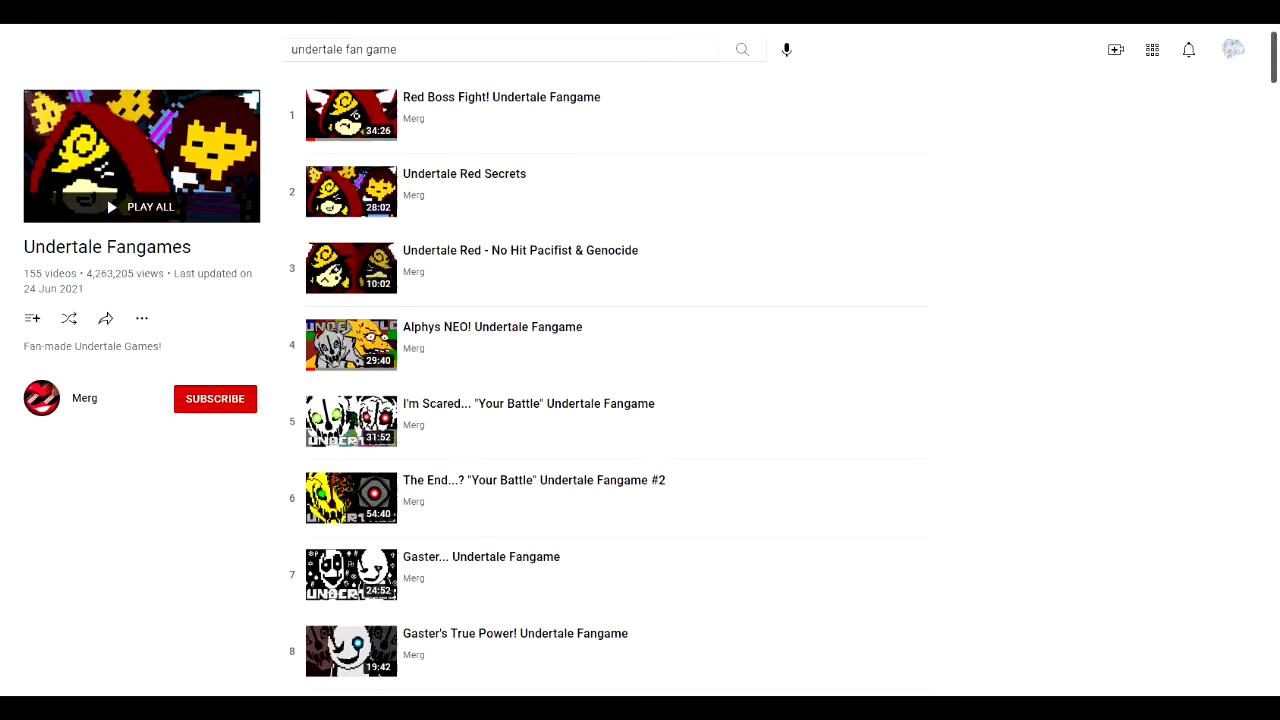 undertale fan game
PLAY ALL
Undertale Fangames
155 videos • 4,263,205 views • Last updated on
24 Jun 2021
Fan-made Undertale Games!
Merg
SUBSCRIBE
1
34:26
Red Boss Fight! Undertale Fangame
Merg
2
28:02
Undertale Red Secrets
Merg
3
10:02
Undertale Red - No Hit Pacifist & Genocide
Merg
4
29:40
Alphys NEO! Undertale Fangame
Merg
5
31:52
I'm Scared... "Your Battle" Undertale Fangame
Merg
6
54:40
The End...? "Your Battle" Undertale Fangame #2
Merg
7
24:52
Gaster... Undertale Fangame
Merg
8
19:42
Gaster's True Power! Undertale Fangame
Merg